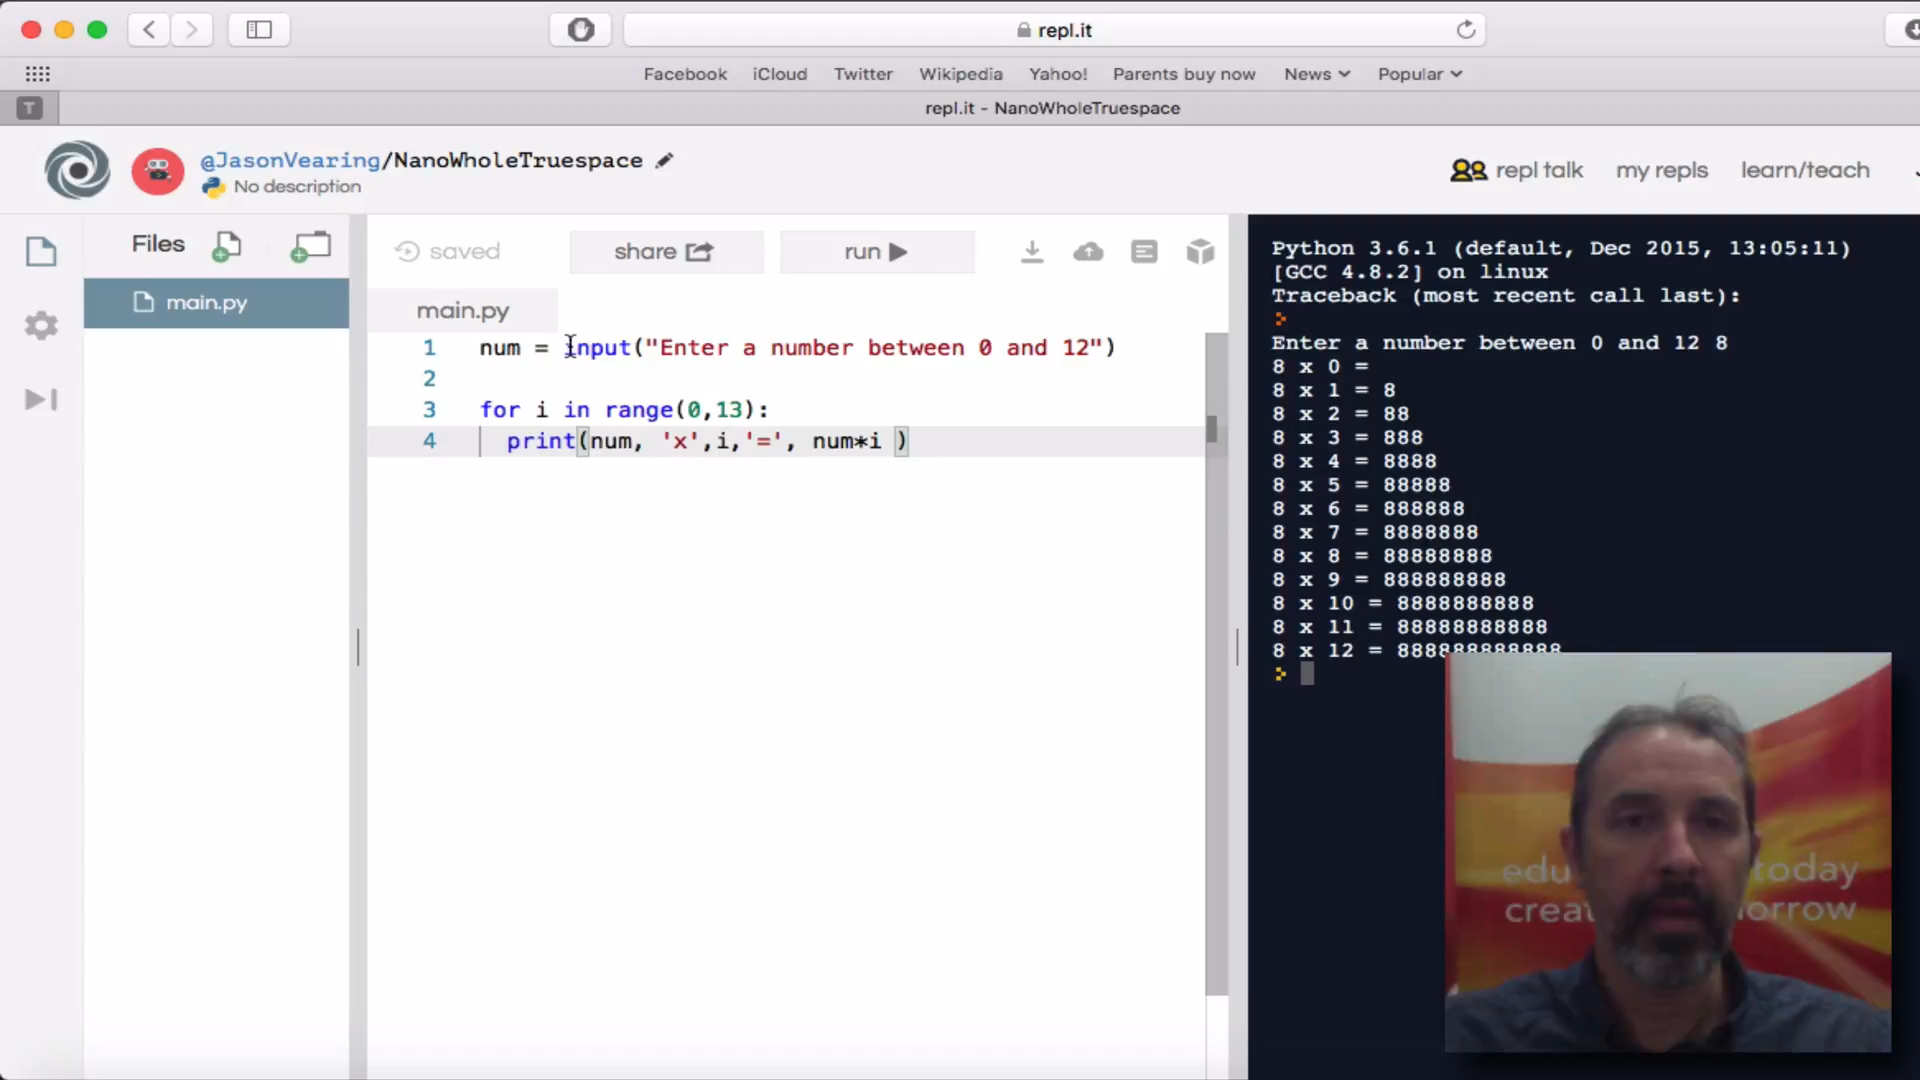 repl.it
Facebook iCloud Twitter Wikipedia Yahoo! Parents buy now News Popular
T
repl.it - NanoWholeTruespace
@JasonVearing/NanoWholeTruespace
No description
repl talk my repls learn/teach
Files
main.py
saved share run
main.py
1 num = input("Enter a number between 0 and 12")
2
3 for i in range(0,13):
4 print(num, 'x',i,'=', num*i )
Python 3.6.1 (default, Dec 2015, 13:05:11)
[GCC 4.8.2] on linux
Traceback (most recent call last):
>
Enter a number between 0 and 12 8
8 x 0 =
8 x 1 = 8
8 x 2 = 88
8 x 3 = 888
8 x 4 = 8888
8 x 5 = 88888
8 x 6 = 888888
8 x 7 = 8888888
8 x 8 = 88888888
8 x 9 = 888888888
8 x 10 = 8888888888
8 x 11 = 88888888888
8 x 12 = 888888888888
>
edu today
creat orrow